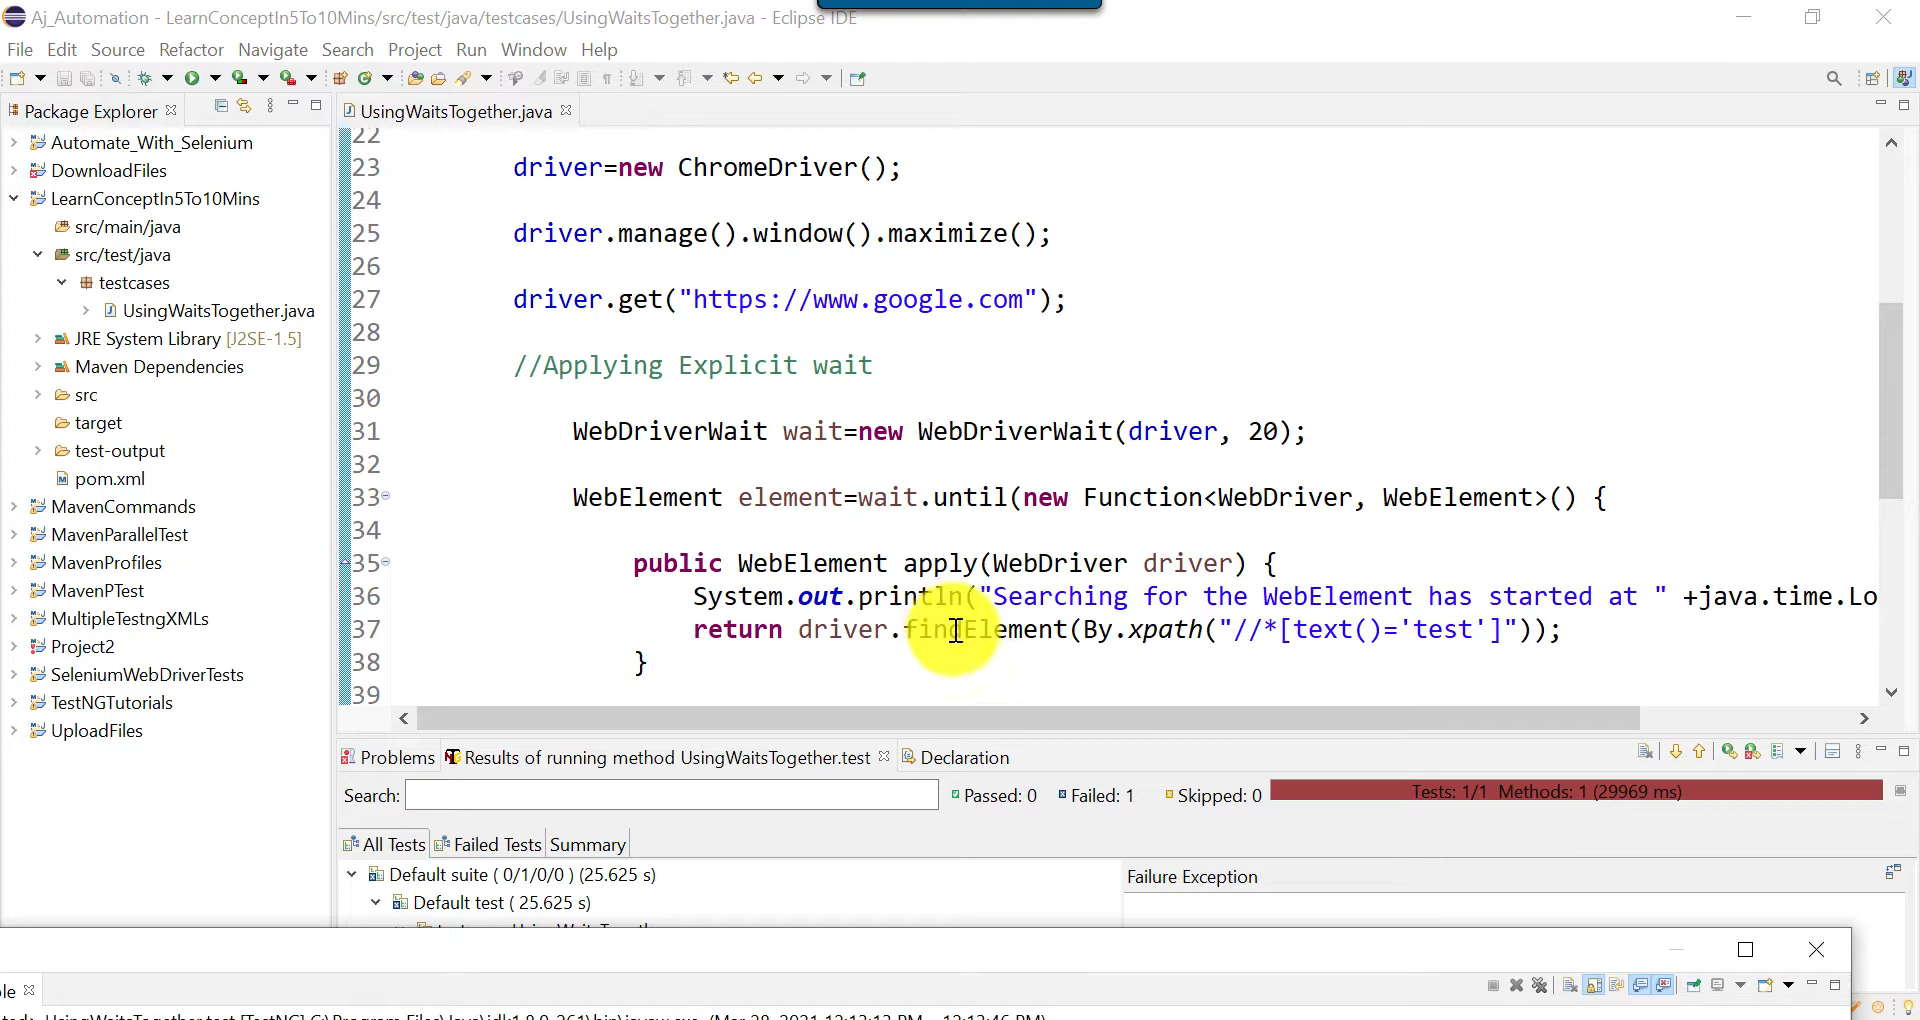 Aj_Automation - LearnConceptIn5To10Mins/src/test/java/testcases/UsingWaitsTogether.java - Eclipse IDE
File Edit Source Refactor Navigate Search Project Run Window Help
Package Explorer
UsingWaitsTogether.java
Automate_With_Selenium
DownloadFiles
LearnConceptIn5To10Mins
src/main/java
src/test/java
testcases
UsingWaitsTogether.java
JRE System Library [J2SE-1.5]
Maven Dependencies
src
target
test-output
pom.xml
MavenCommands
MavenParallelTest
MavenProfiles
MavenPTest
MultipleTestngXMLs
Project2
SeleniumWebDriverTests
TestNGTutorials
UploadFiles
22
23 driver=new ChromeDriver();
24
25 driver.manage().window().maximize();
26
27 driver.get("https://www.google.com");
28
29 //Applying Explicit wait
30
31 WebDriverWait wait=new WebDriverWait(driver, 20);
32
33 WebElement element=wait.until(new Function<WebDriver, WebElement>() {
34
35 public WebElement apply(WebDriver driver) {
36 System.out.println("Searching for the WebElement has started at " +java.time.Lo
37 return driver.findElement(By.xpath("//*[text()='test']"));
38 }
39
Problems Results of running method UsingWaitsTogether.test Declaration
Search: Passed: 0 Failed: 1 Skipped: 0 Tests: 1/1 Methods: 1 (29969 ms)
All Tests Failed Tests Summary
Default suite ( 0/1/0/0 ) (25.625 s)
Failure Exception
Default test ( 25.625 s)